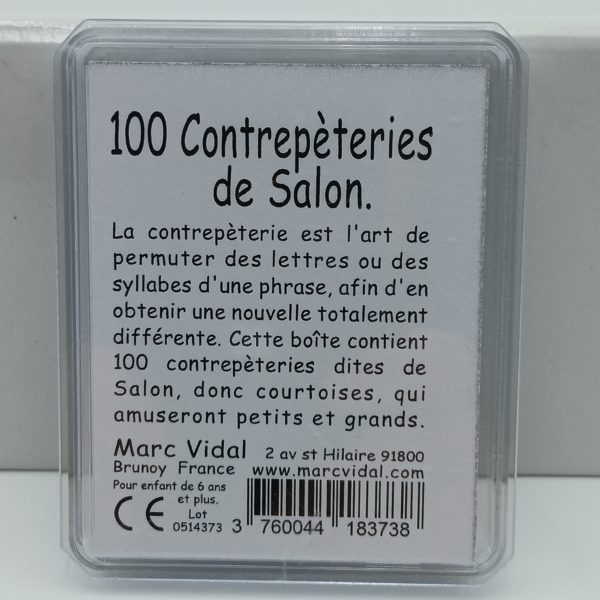 100 Contrepèteries
de Salon.
La contrepèterie est l'art de
permuter des lettres ou des
syllabes d'une phrase, afin d'en
obtenir une nouvelle totalement
différente. Cette boîte contient
100 contrepèteries dites de
Salon, donc courtoises, qui
amuseront petits et grands.
Marc Vidal 2 av st Hilaire 91800
Brunoy France www.marcvidal.com
Pour enfant de 6 ans
et plus.
Lot
CE 0514373 3 760044 183738